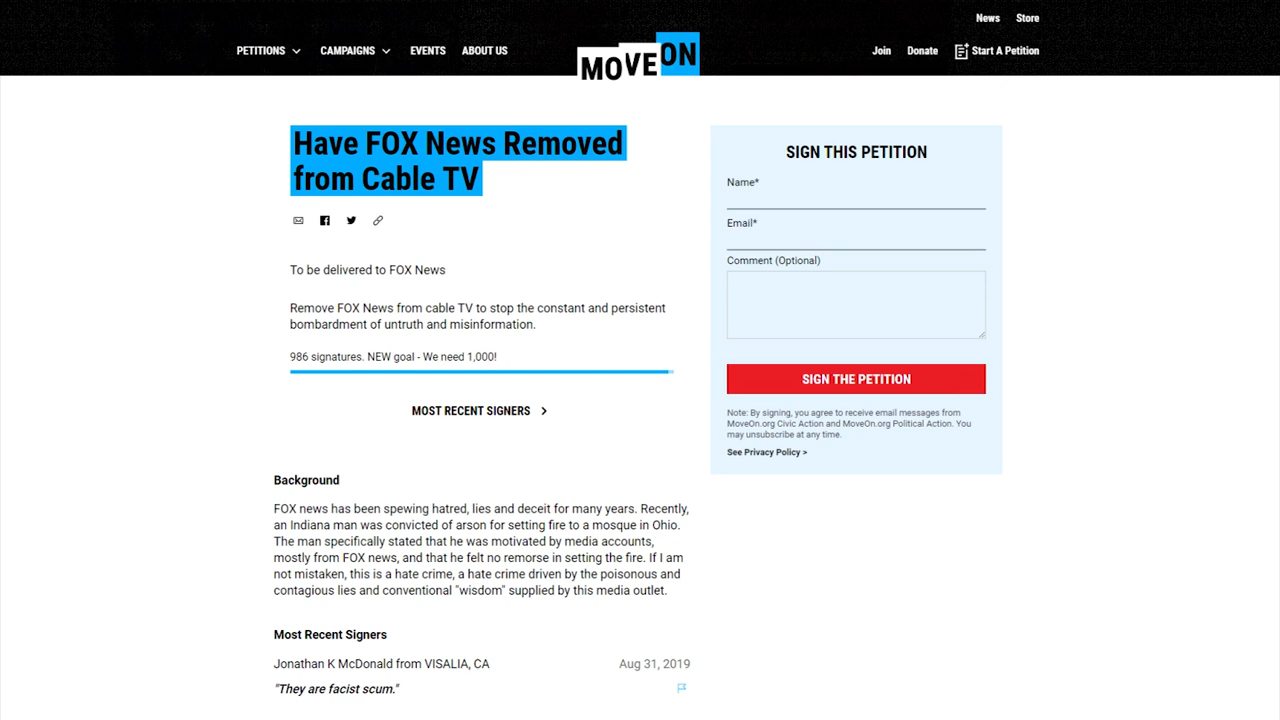 News Store
PETITIONS CAMPAIGNS EVENTS ABOUT US
MOVEON
Join Donate Start A Petition
Have FOX News Removed
from Cable TV
To be delivered to FOX News
Remove FOX News from cable TV to stop the constant and persistent
bombardment of untruth and misinformation.
986 signatures. NEW goal - We need 1,000!
MOST RECENT SIGNERS
Background
FOX news has been spewing hatred, lies and deceit for many years. Recently,
an Indiana man was convicted of arson for setting fire to a mosque in Ohio.
The man specifically stated that he was motivated by media accounts,
mostly from FOX news, and that he felt no remorse in setting the fire. If I am
not mistaken, this is a hate crime, a hate crime driven by the poisonous and
contagious lies and conventional "wisdom" supplied by this media outlet.
Most Recent Signers
Jonathan K McDonald from VISALIA, CA Aug 31, 2019
"They are facist scum."
SIGN THIS PETITION
Name*
Email*
Comment (Optional)
SIGN THE PETITION
Note: By signing, you agree to receive email messages from
MoveOn.org Civic Action and MoveOn.org Political Action. You
may unsubscribe at any time.
See Privacy Policy >